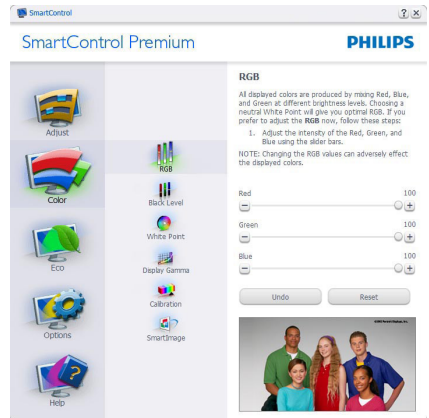 SmartControl
SmartControl Premium
PHILIPS
Adjust
Color
Eco
Options
Help
RGB
Black Level
White Point
Display Gamma
Calibration
SmartImage
RGB
All displayed colors are produced by mixing Red, Blue,
and Green at different brightness levels. Choosing a
neutral White Point will give you optimal RGB. If you
prefer to adjust the RGB now, follow these steps:
1. Adjust the intensity of the Red, Green, and
Blue using the slider bars.
NOTE: Changing the RGB values can adversely effect
the displayed colors.
Red 100
Green 100
Blue 100
Undo Reset